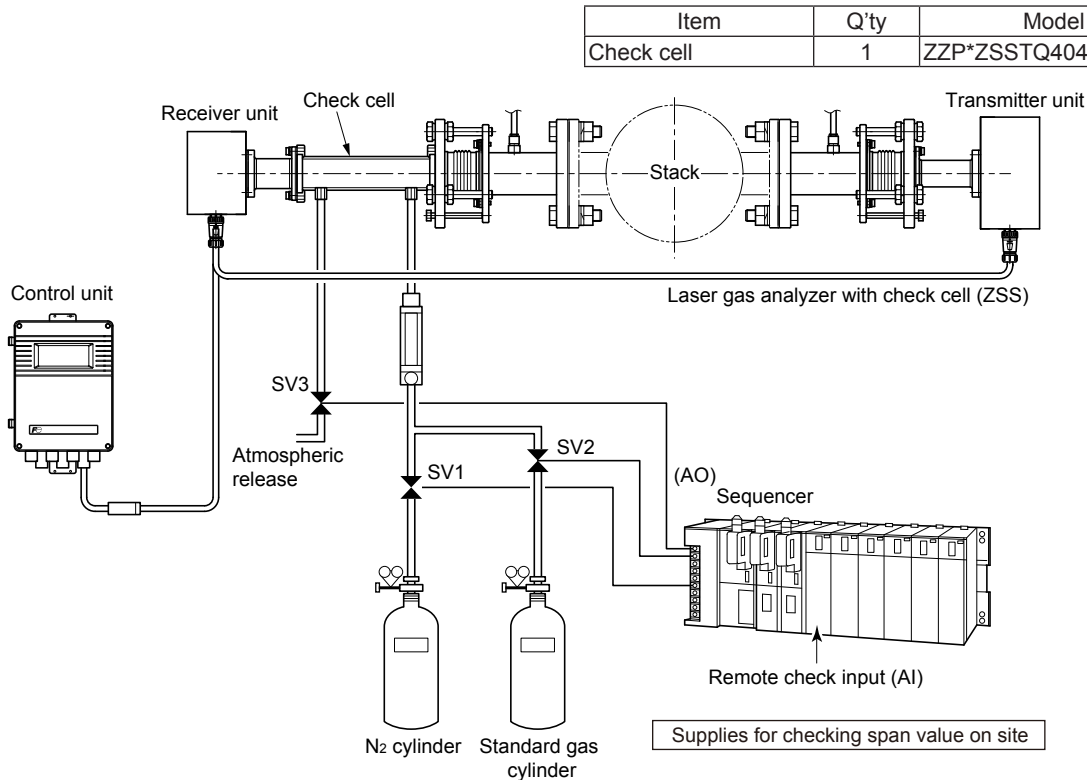 Item Q'ty Model
Check cell 1 ZZP*ZSSTQ404
Receiver unit
Check cell
Transmitter unit
Stack
Control unit
Laser gas analyzer with check cell (ZSS)
SV3
Atmospheric
release
SV1
SV2
(AO)
Sequencer
Remote check input (AI)
N2 cylinder
Standard gas
cylinder
Supplies for checking span value on site